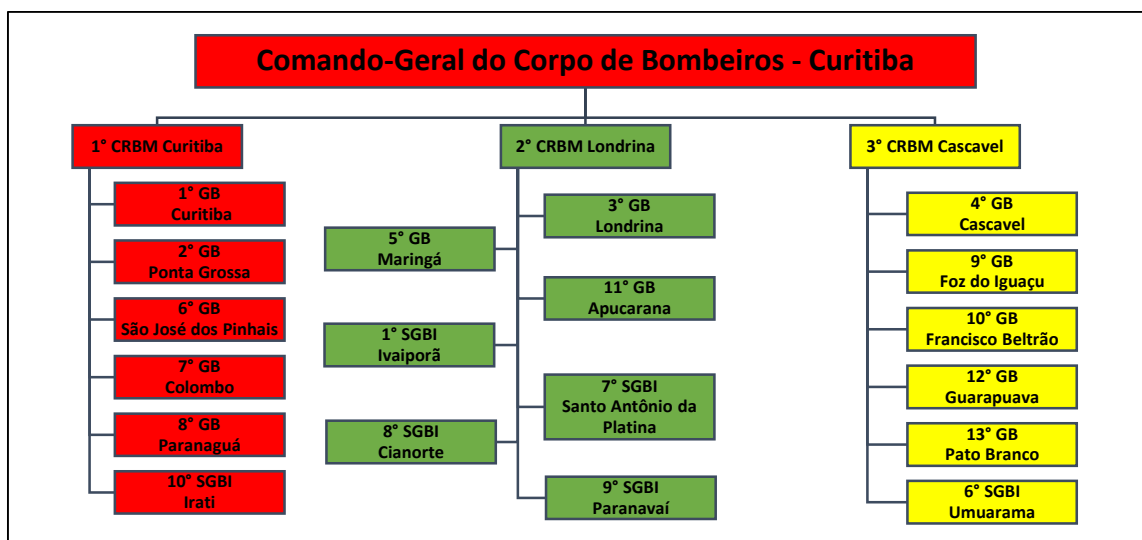 Comando-Geral do Corpo de Bombeiros - Curitiba
1° CRBM Curitiba
1° GB
Curitiba
2° GB
Ponta Grossa
6° GB
São José dos Pinhais
7° GB
Colombo
8° GB
Paranaguá
10° SGBI
Irati
2° CRBM Londrina
3° GB
Londrina
5° GB
Maringá
11° GB
Apucarana
1° SGBI
Ivaiporã
7° SGBI
Santo Antônio da
Platina
8° SGBI
Cianorte
9° SGBI
Paranavaí
3° CRBM Cascavel
4° GB
Cascavel
9° GB
Foz do Iguaçu
10° GB
Francisco Beltrão
12° GB
Guarapuava
13° GB
Pato Branco
6° SGBI
Umuarama